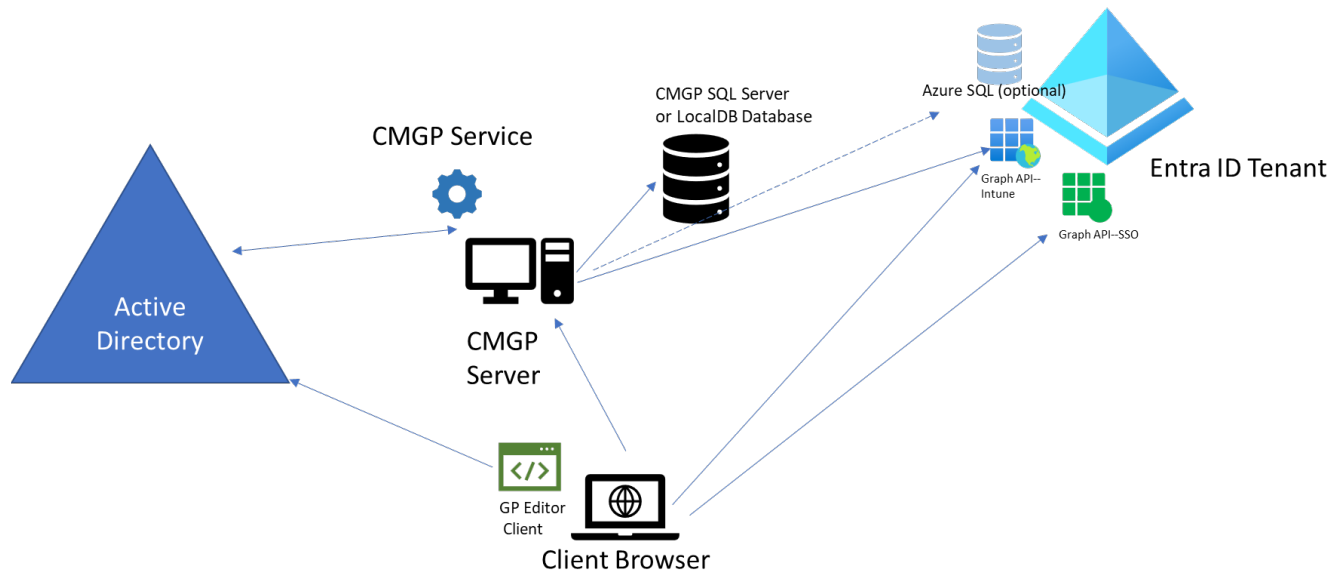 CMGP Service
CMGP SQL Server
or LocalDB Database
Azure SQL (optional)
Graph API--
Intune
Entra ID Tenant
Graph API--SSO
Active
Directory
CMGP
Server
GP Editor
Client
Client Browser